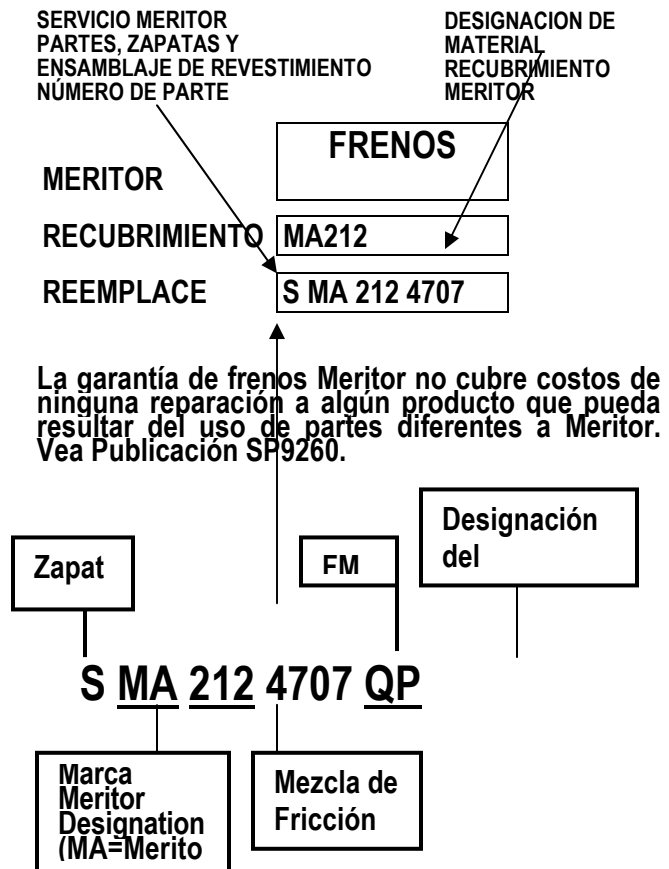 SERVICIO MERITOR
PARTES, ZAPATAS Y
ENSAMBLAJE DE REVESTIMIENTO
NÚMERO DE PARTE
DESIGNACION DE
MATERIAL
RECUBRIMIENTO
MERITOR
FRENOS
MERITOR
RECUBRIMIENTO MA212
REEMPLACE S MA 212 4707
La garantía de frenos Meritor no cubre costos de
ninguna reparación a algún producto que pueda
resultar del uso de partes diferentes a Meritor.
Vea Publicación SP9260.
Designación
del
Zapat
FM
S MA 212 4707 QP
Marca
Meritor
Designation
(MA=Merito
Mezcla de
Fricción